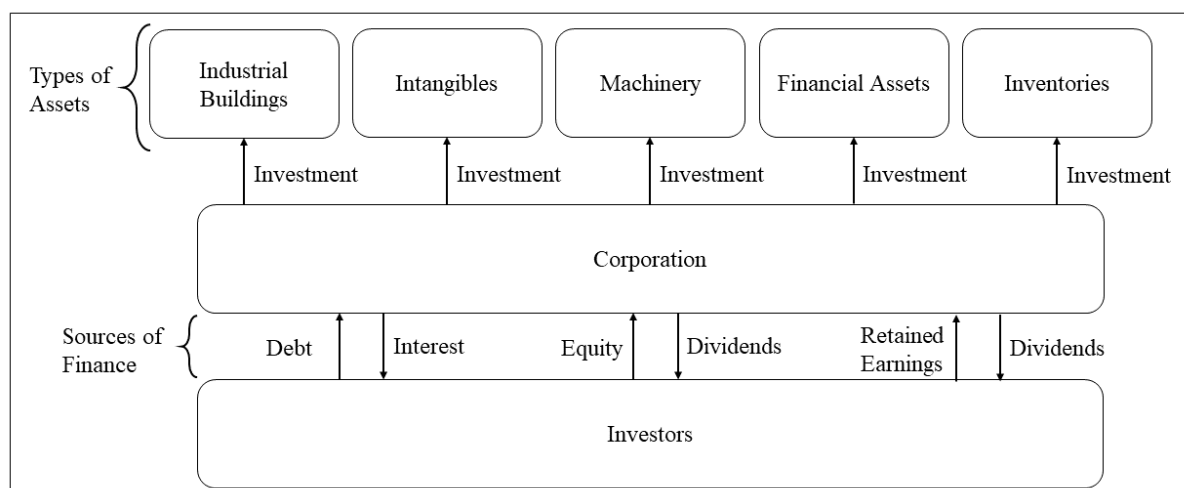 Types of
Assets
Industrial
Buildings
Intangibles
Machinery
Financial Assets
Inventories
Investment
Investment
Investment
Investment
Investment
Corporation
Sources of
Finance
Debt
Interest
Equity
Dividends
Retained
Earnings
Dividends
Investors